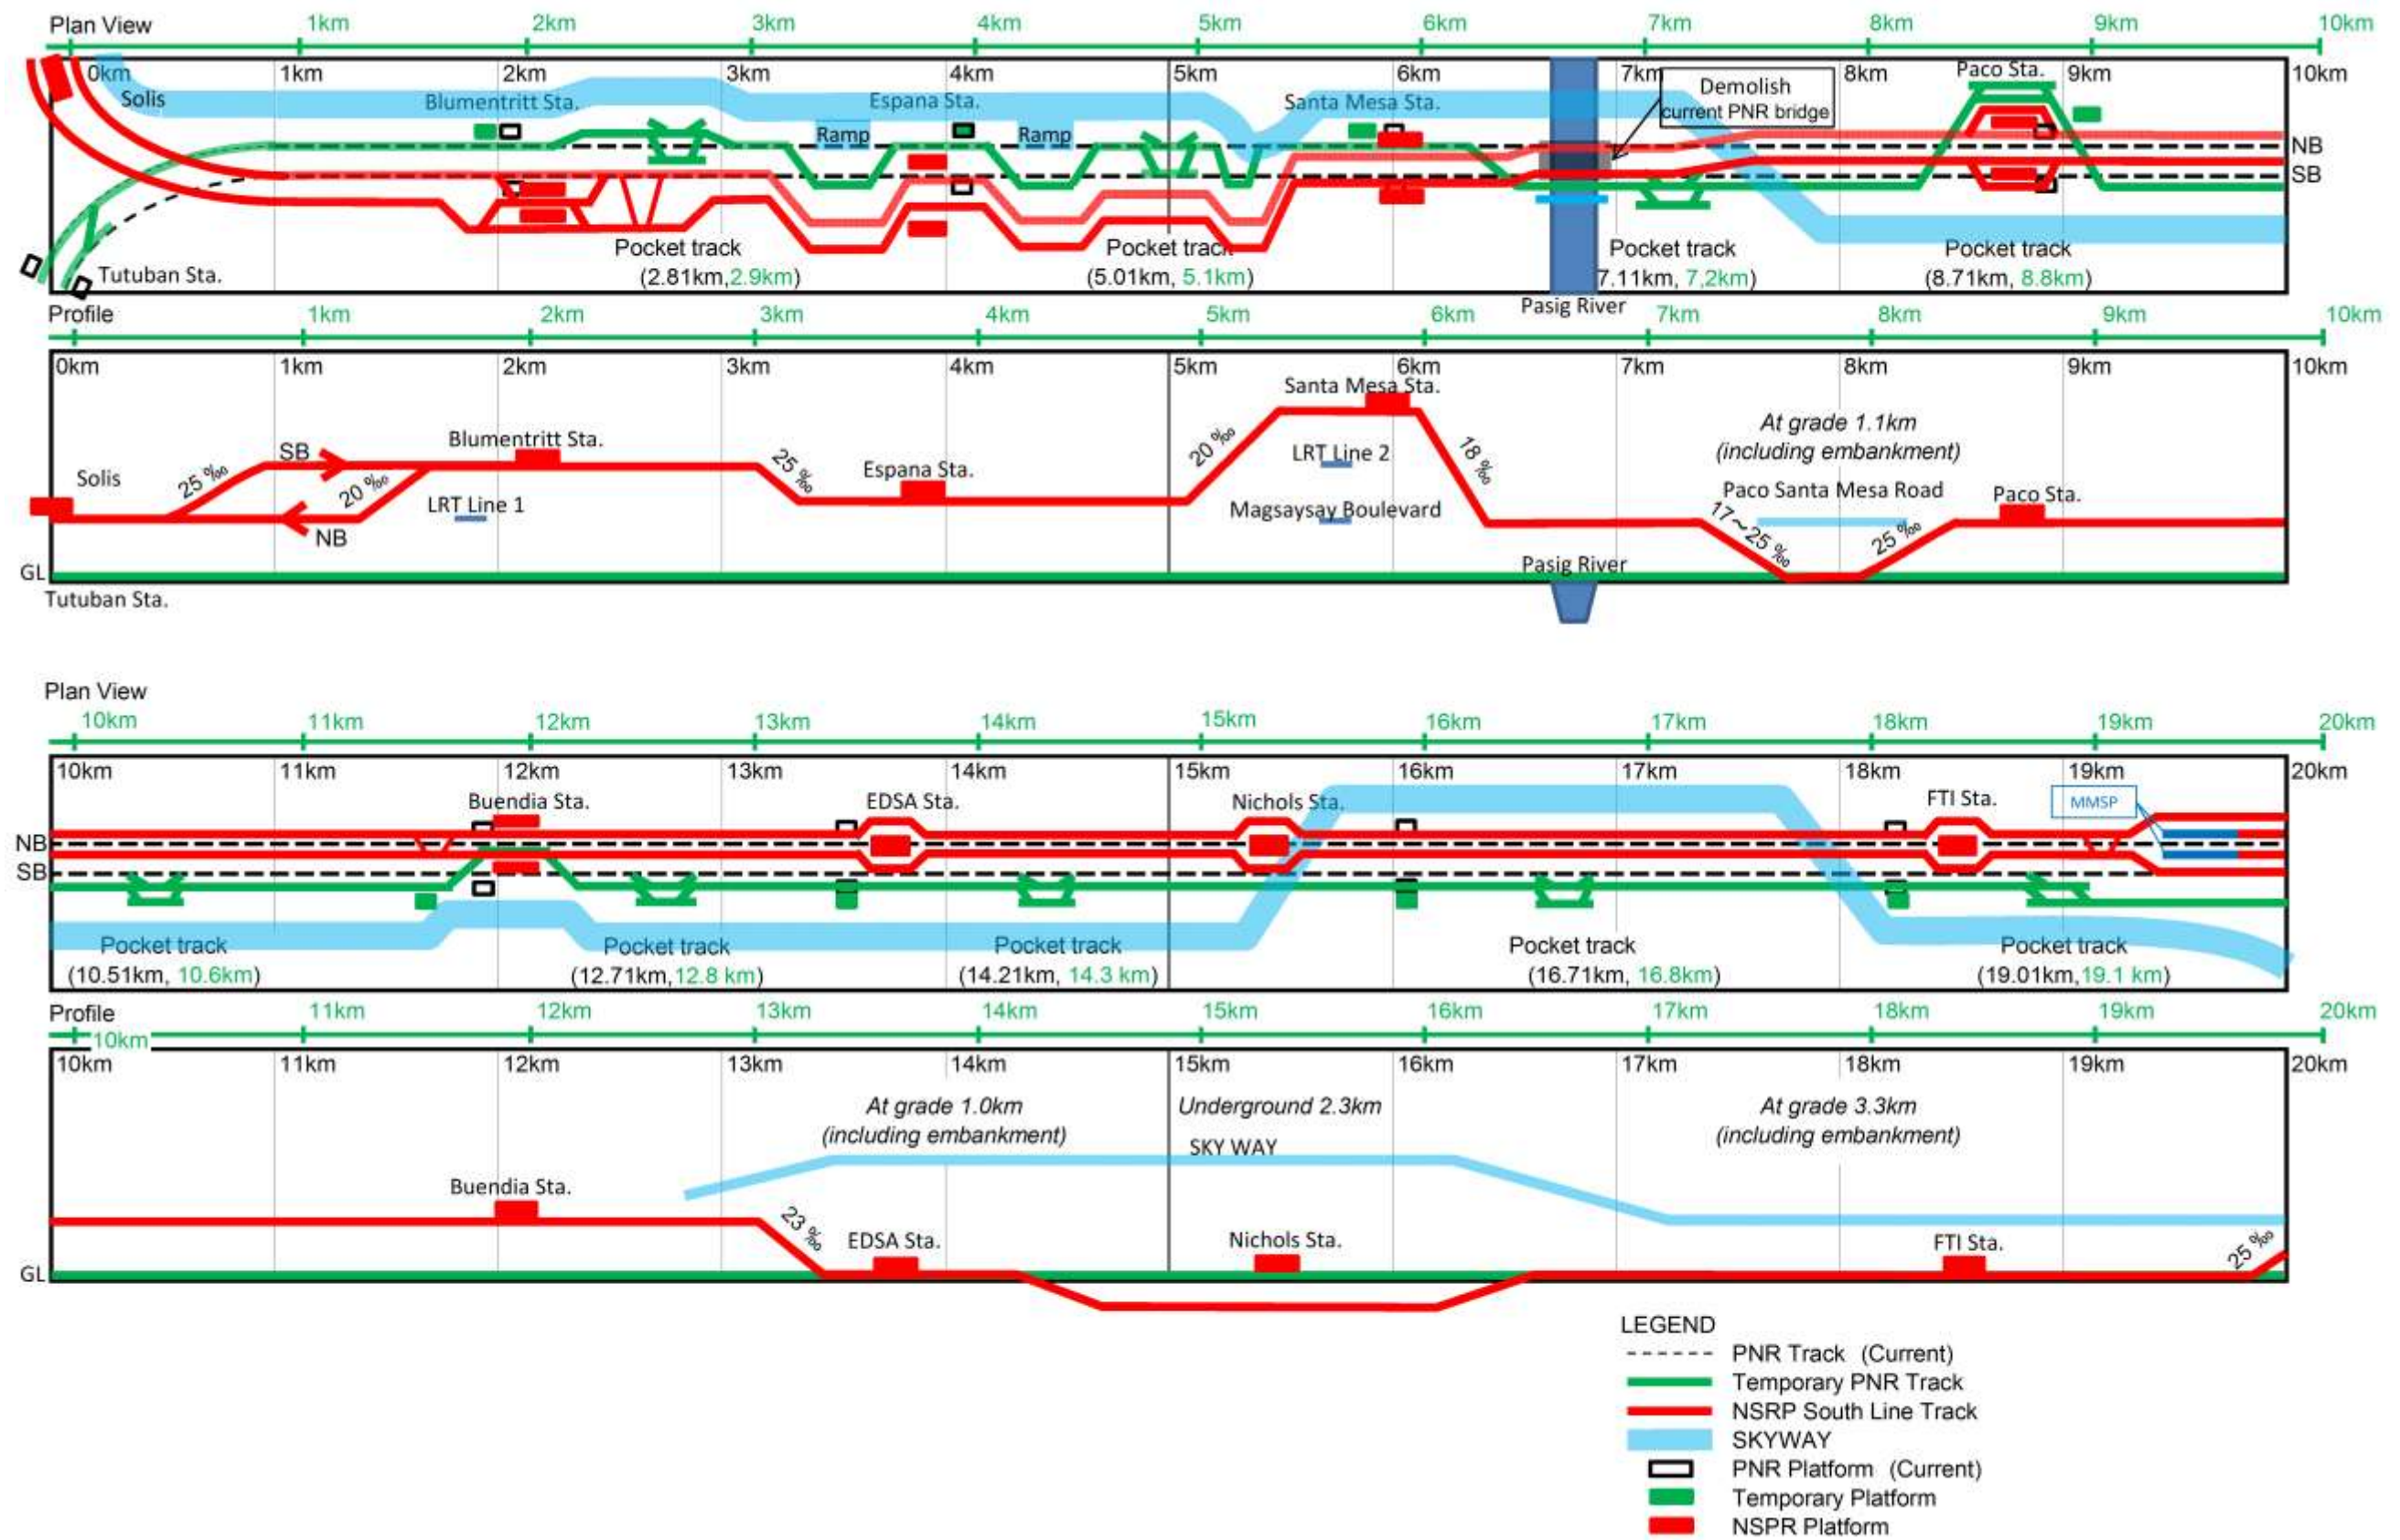 Plan View
1km 2km 3km 4km 5km 6km 7km 8km 9km 10km
0km 1km 2km 3km 4km 5km 6km 7km 8km 9km 10km
Solis Blumentritt Sta. Espana Sta. Santa Mesa Sta. Paco Sta.
Demolish
current PNR bridge
Ramp Ramp
NB
SB
Pocket track Pocket track Pocket track Pocket track
(2.81km,2.9km) (5.01km, 5.1km) 7.11km, 7,2km) (8.71km, 8.8km)
Tutuban Sta.
Pasig River
Profile
1km 2km 3km 4km 5km 6km 7km 8km 9km 10km
0km 1km 2km 3km 4km 5km 6km 7km 8km 9km 10km
Santa Mesa Sta.
At grade 1.1km
(including embankment)
SB Blumentritt Sta. 25 ‰ Espana Sta. 20 ‰ LRT Line 2 18 ‰
Solis 25 ‰ 20 ‰ LRT Line 1 Magsaysay Boulevard Paco Santa Mesa Road Paco Sta.
NB 17~25 ‰ 25 ‰
Pasig River
GL
Tutuban Sta.
Plan View
10km 11km 12km 13km 14km 15km 16km 17km 18km 19km 20km
10km 11km 12km 13km 14km 15km 16km 17km 18km 19km 20km
Buendia Sta. EDSA Sta. Nichols Sta. FTI Sta. MMSP
NB
SB
Pocket track Pocket track Pocket track Pocket track Pocket track
(10.51km, 10.6km) (12.71km,12.8 km) (14.21km, 14.3 km) (16.71km, 16.8km) (19.01km,19.1 km)
Profile
10km 11km 12km 13km 14km 15km 16km 17km 18km 19km 20km
10km 11km 12km 13km 14km 15km 16km 17km 18km 19km 20km
At grade 1.0km Underground 2.3km At grade 3.3km
(including embankment) (including embankment)
SKY WAY
Buendia Sta. 23 ‰ EDSA Sta. Nichols Sta. FTI Sta. 25 ‰
GL
LEGEND
PNR Track (Current)
Temporary PNR Track
NSRP South Line Track
SKYWAY
PNR Platform (Current)
Temporary Platform
NSPR Platform